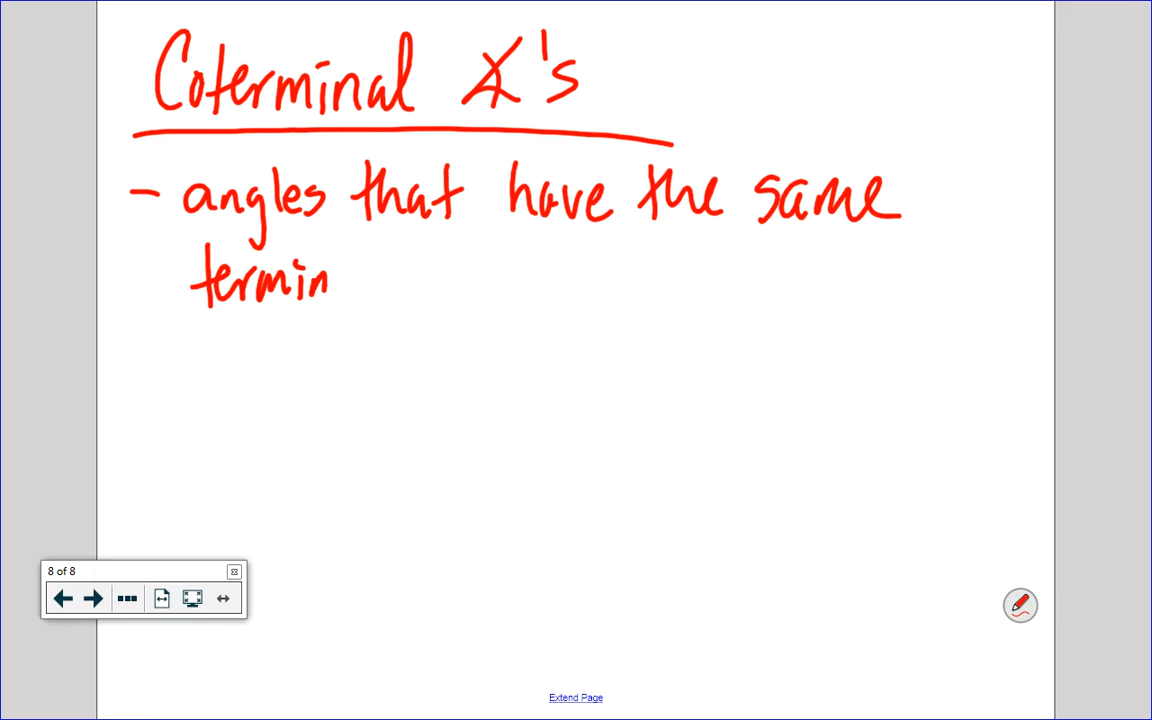 Coterminal ∡'s
- angles that have the same
termin
8 of 8
Extend Page